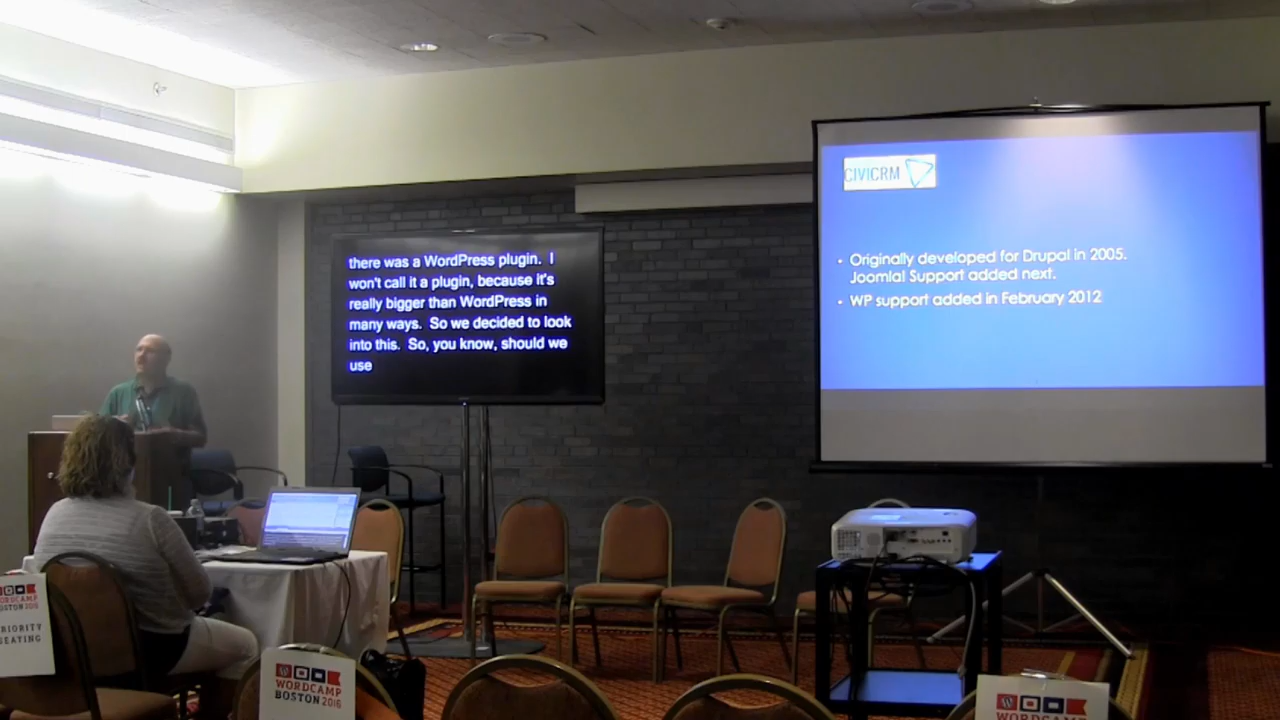 there was a WordPress plugin. I
won't call it a plugin, because it's
really bigger than WordPress in
many ways. So we decided to look
into this. So, you know, should we
use
CIVICRM
• Originally developed for Drupal in 2005.
Joomla! Support added next.
• WP support added in February 2012
WORDCAMP
BOSTON 2016
PRIORITY
SEATING
WORDCAMP
BOSTON 2016
WORDCAMP